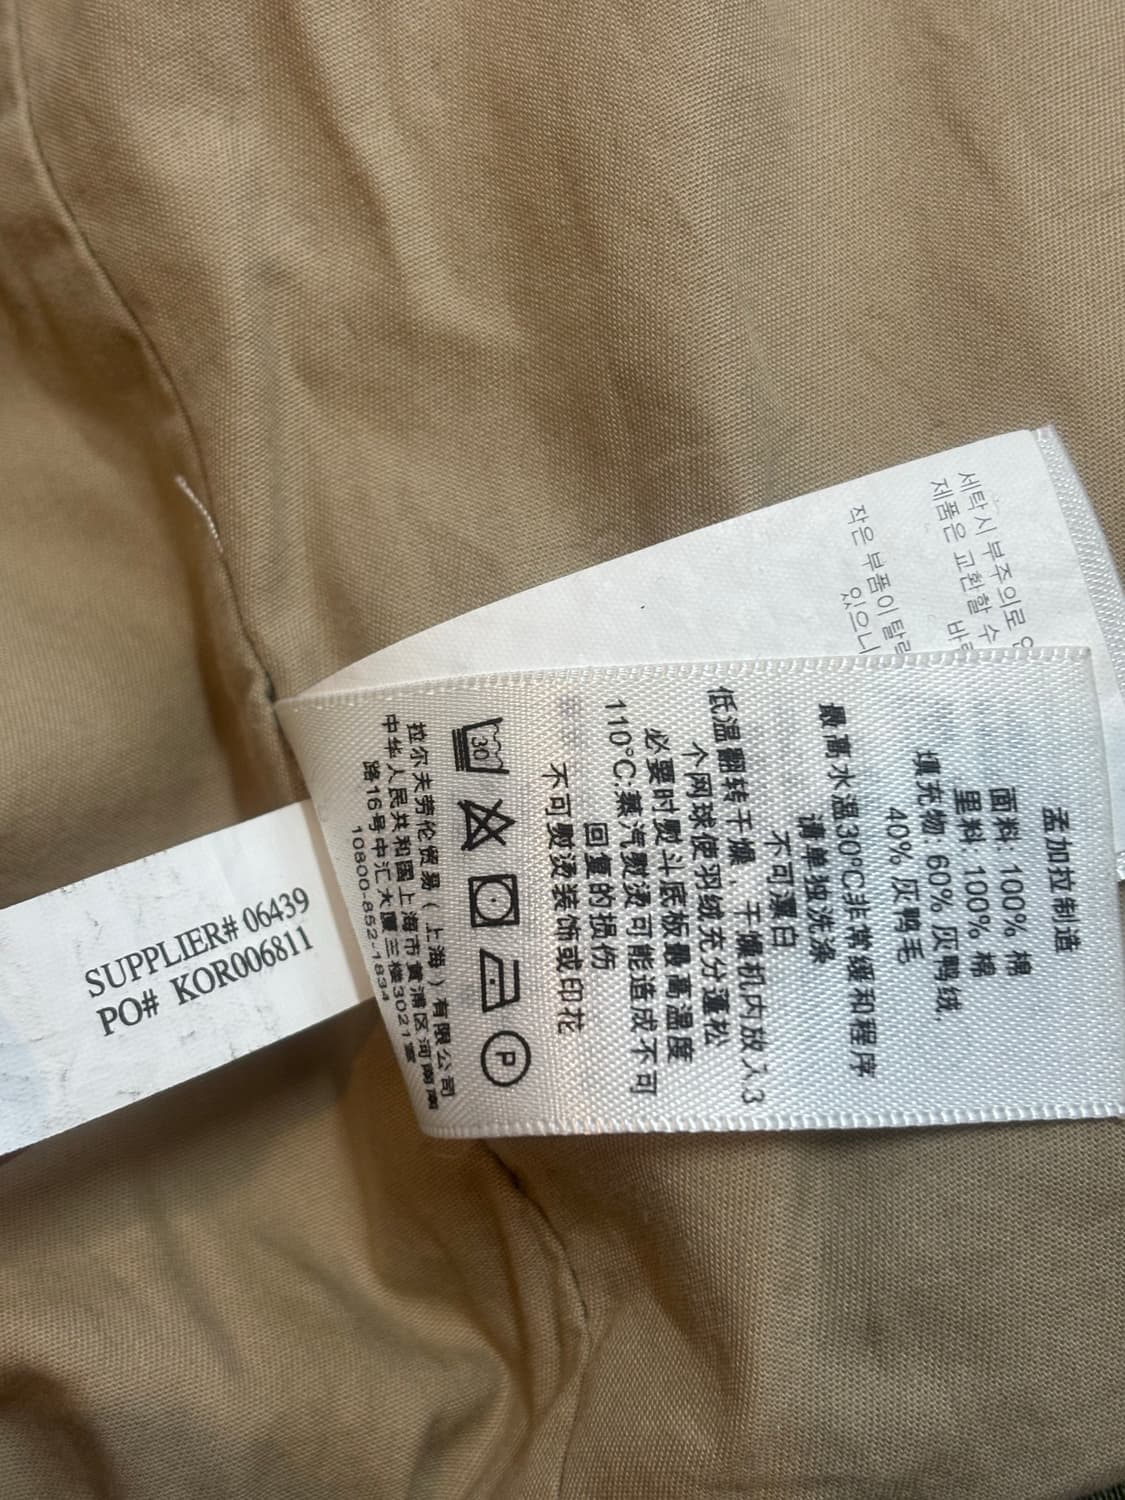 孟加拉制造
面料: 100% 棉
里料: 100% 棉
填充物: 60% 灰鸭绒
40% 灰鸭毛
最高水温30°C非常缓和程序
请单独洗涤
不可漂白
低温翻转干燥，干燥机内放入3
个网球使羽绒充分蓬松
必要时熨斗底板最高温度
110°C;蒸汽熨烫可能造成不可
回复的损伤
不可熨烫装饰或印花
30
P
拉尔夫劳伦贸易（上海）有限公司
中华人民共和国上海市黄浦区河南南
路16号中汇大厦三楼3021室
10800-852-1834
SUPPLIER# 06439
PO# KOR006811
세탁시 부주의로
제품은 교환할 수
작은 부품이 탈
있으니